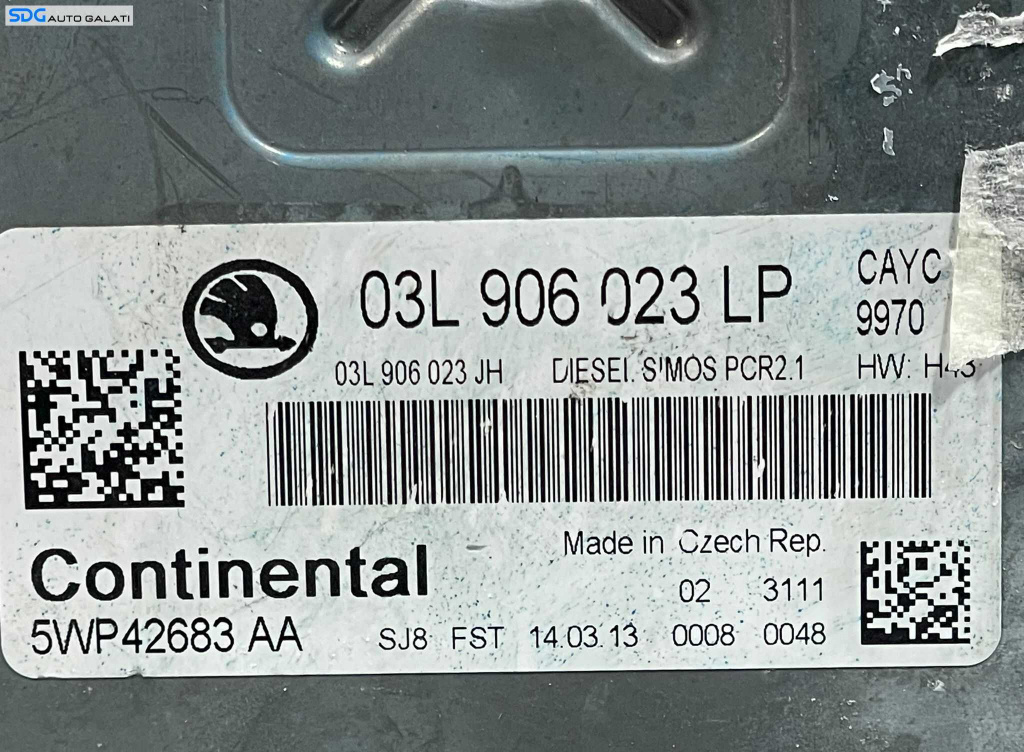 SDG AUTO GALATI
03L 906 023 LP
CAYC
9970
03L 906 023 JH DIESEL SIMOS PCR2.1 HW: H43
Continental
Made in Czech Rep.
02 3111
5WP42683 AA
SJ8 FST 14.03.13 0008 0048